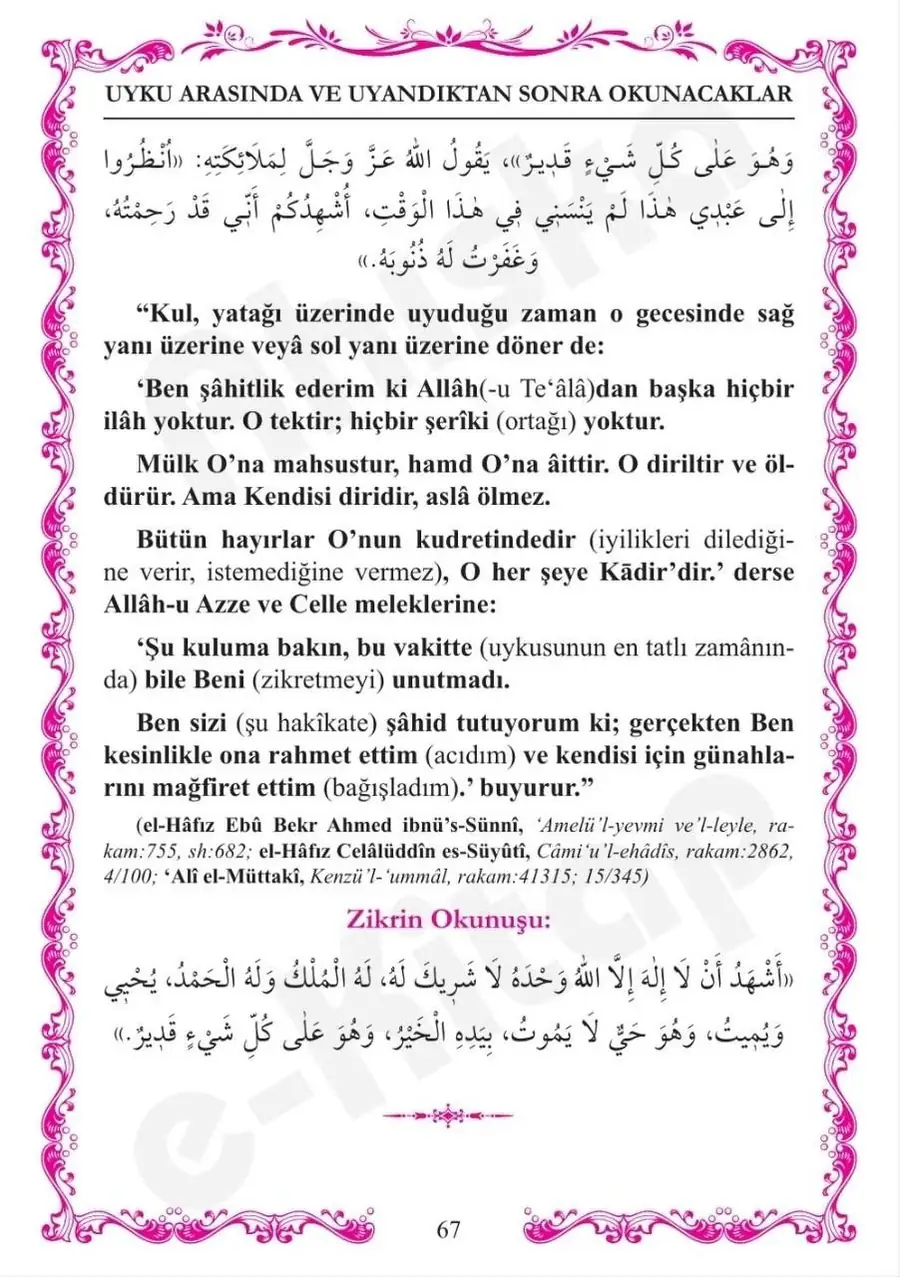 UYKU ARASINDA VE UYANDIKTAN SONRA OKUNACAKLAR
وَهُوَ عَلٰى كُلِّ شَيْءٍ قَدٖيرٌ»، يَقُولُ اللهُ عَزَّ وَجَلَّ لِمَلَائِكَتِهِ: «اُنْظُرُوا
إِلٰى عَبْدٖي هٰذَا لَمْ يَنْسَنٖي فٖي هٰذَا الْوَقْتِ، أُشْهِدُكُمْ أَنّٖي قَدْ رَحِمْتُهُ،
وَغَفَرْتُ لَهُ ذُنُوبَهُ.»
“Kul, yatağı üzerinde uyuduğu zaman o gecesinde sağ
yanı üzerine veyâ sol yanı üzerine döner de:
‘Ben şâhitlik ederim ki Allâh(-u Te‘âlâ)dan başka hiçbir
ilâh yoktur. O tektir; hiçbir şerîki (ortağı) yoktur.
Mülk O’na mahsustur, hamd O’na âittir. O diriltir ve öl-
dürür. Ama Kendisi diridir, aslâ ölmez.
Bütün hayırlar O’nun kudretindedir (iyilikleri dilediği-
ne verir, istemediğine vermez), O her şeye Kādir’dir.’ derse
Allâh-u Azze ve Celle meleklerine:
‘Şu kuluma bakın, bu vakitte (uykusunun en tatlı zamânın-
da) bile Beni (zikretmeyi) unutmadı.
Ben sizi (şu hakîkate) şâhid tutuyorum ki; gerçekten Ben
kesinlikle ona rahmet ettim (acıdım) ve kendisi için günahla-
rını mağfiret ettim (bağışladım).’ buyurur.”
(el-Hâfız Ebû Bekr Ahmed ibnü’s-Sünnî, ‘Amelü’l-yevmi ve’l-leyle, ra-
kam:755, sh:682; el-Hâfız Celâlüddîn es-Süyûtî, Câmi‘u’l-ehâdîs, rakam:2862,
4/100; ‘Alî el-Müttakî, Kenzü’l-‘ummâl, rakam:41315; 15/345)
Zikrin Okunuşu:
«أَشْهَدُ أَنْ لَا إِلٰهَ إِلَّا اللهُ وَحْدَهُ لَا شَرٖيكَ لَهُ، لَهُ الْمُلْكُ وَلَهُ الْحَمْدُ، يُحْيٖي
وَيُمٖيتُ، وَهُوَ حَيٌّ لَا يَمُوتُ، بِيَدِهِ الْخَيْرُ، وَهُوَ عَلٰى كُلِّ شَيْءٍ قَدٖيرٌ.»
e-Kitap
67